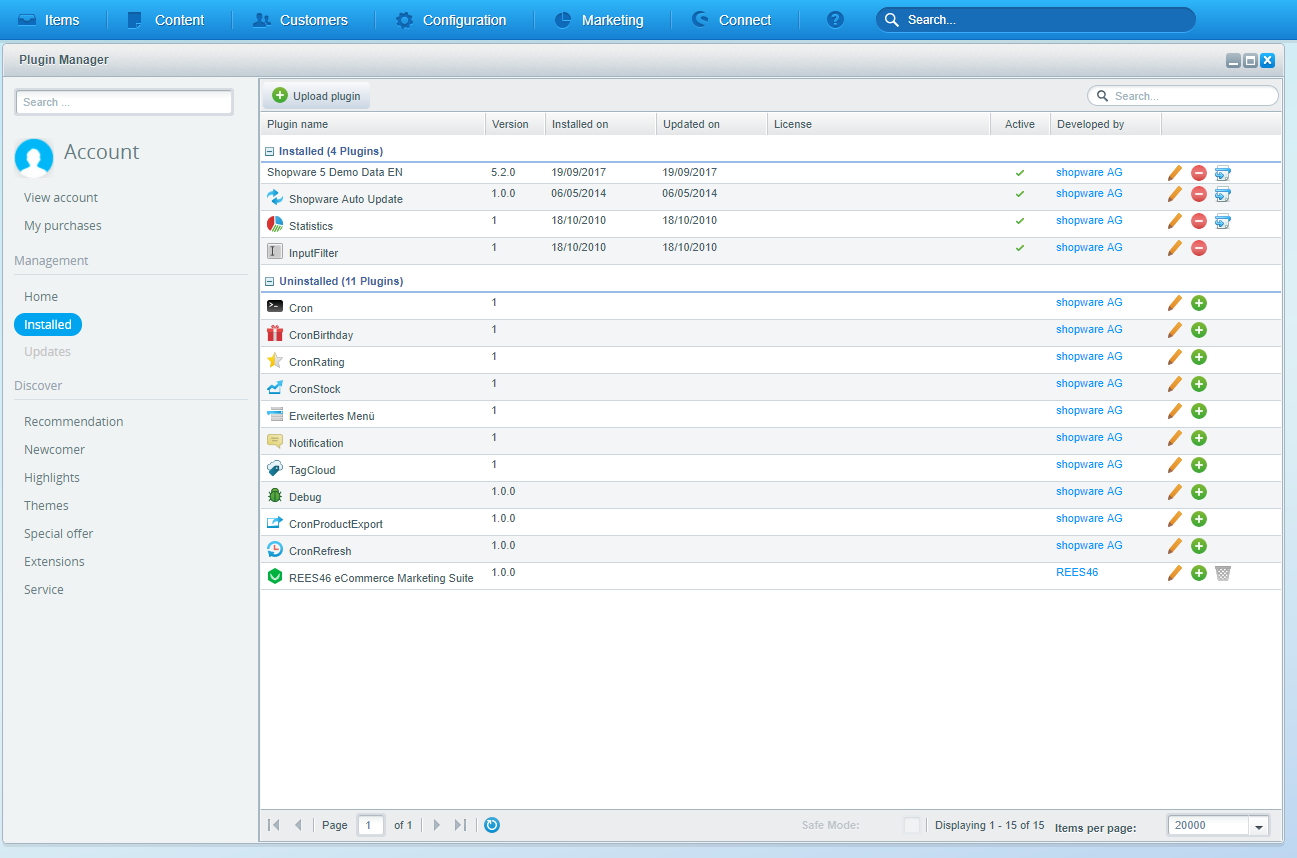 Items Content Customers Configuration Marketing Connect ? Search...
Plugin Manager
Search ...
Account
View account
My purchases
Management
Home
Installed
Updates
Discover
Recommendation
Newcomer
Highlights
Themes
Special offer
Extensions
Service
Upload plugin Search...
Plugin name Version Installed on Updated on License Active Developed by
Installed (4 Plugins)
Shopware 5 Demo Data EN 5.2.0 19/09/2017 19/09/2017 shopware AG
Shopware Auto Update 1.0.0 06/05/2014 06/05/2014 shopware AG
Statistics 1 18/10/2010 18/10/2010 shopware AG
InputFilter 1 18/10/2010 18/10/2010 shopware AG
Uninstalled (11 Plugins)
Cron 1 shopware AG
CronBirthday 1 shopware AG
CronRating 1 shopware AG
CronStock 1 shopware AG
Erweitertes Menü 1 shopware AG
Notification 1 shopware AG
TagCloud 1 shopware AG
Debug 1.0.0 shopware AG
CronProductExport 1.0.0 shopware AG
CronRefresh 1.0.0 shopware AG
REES46 eCommerce Marketing Suite 1.0.0 REES46
Page 1 of 1 Safe Mode: Displaying 1 - 15 of 15 Items per page: 20000